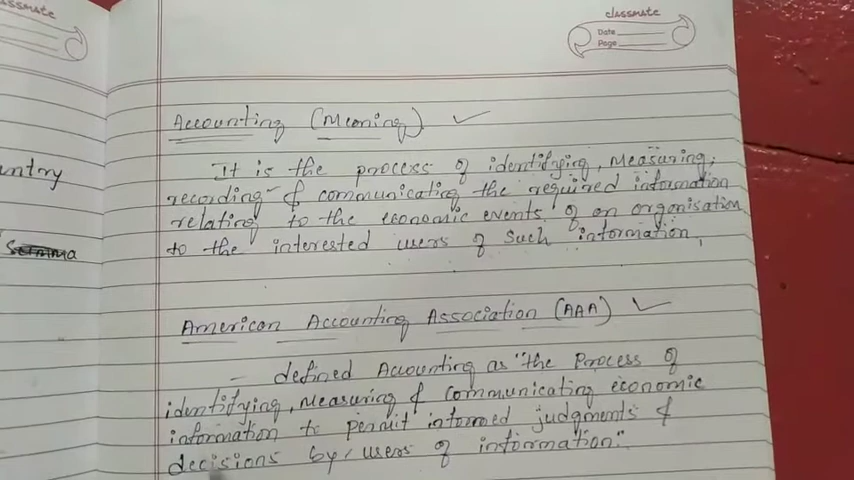 classmate
Date
Page
Accounting (Meaning)
It is the process of identifying, Measuring,
recording & communicating the required information
relating to the economic events of an organisation
to the interested users of such information,
American Accounting Association (AAA)
- defined Accounting as "the Process of
identifying, Measuring & communicating economic
information to permit informed judgments &
decisions by users of information."